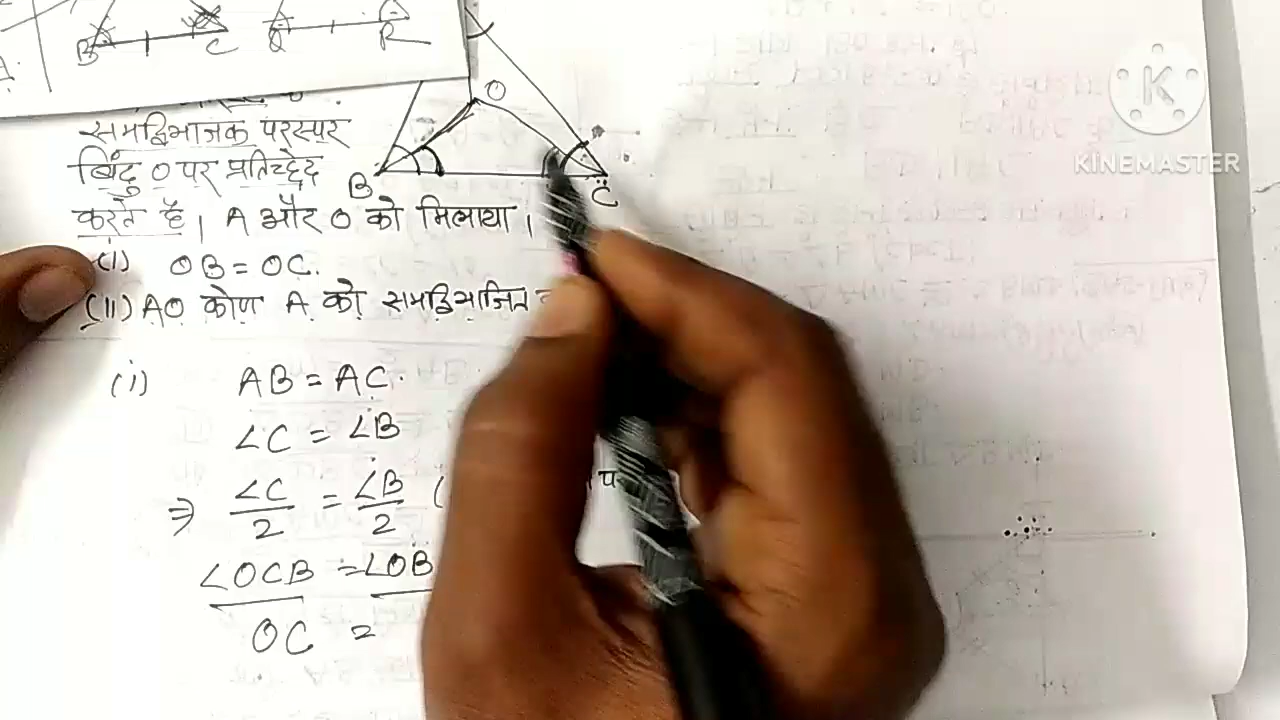 B C Q R
A.
O
समद्विभाजक परस्पर
बिंदु O पर प्रतिच्छेद
B C
करते है। A और O को मिलाया।
(i) OB = OC.
(ii) AO कोण A को समद्विभाजित
(i) AB = AC.
∠C = ∠B
⇒ ∠C/2 = ∠B/2 (
∠OCB = ∠OB
OC =
K
KINEMASTER